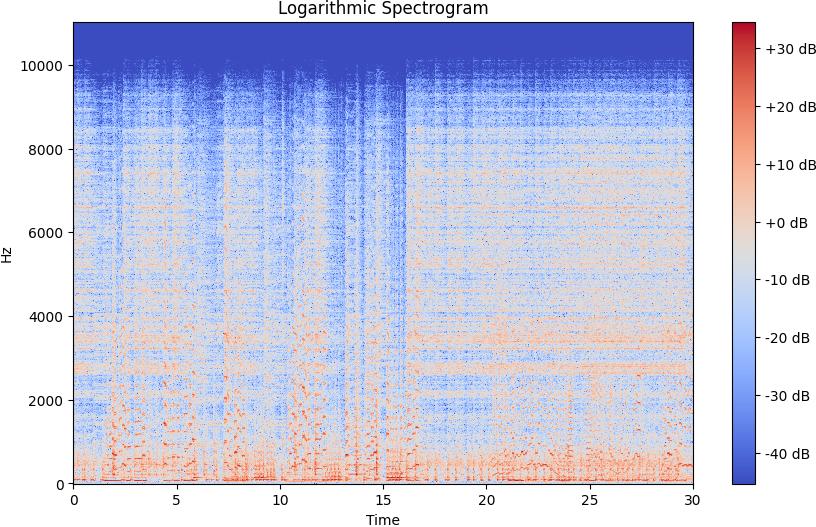 Logarithmic Spectrogram
Hz
10000
8000
6000
4000
2000
0
0 5 10 15 20 25 30
Time
+30 dB
+20 dB
+10 dB
+0 dB
-10 dB
-20 dB
-30 dB
-40 dB